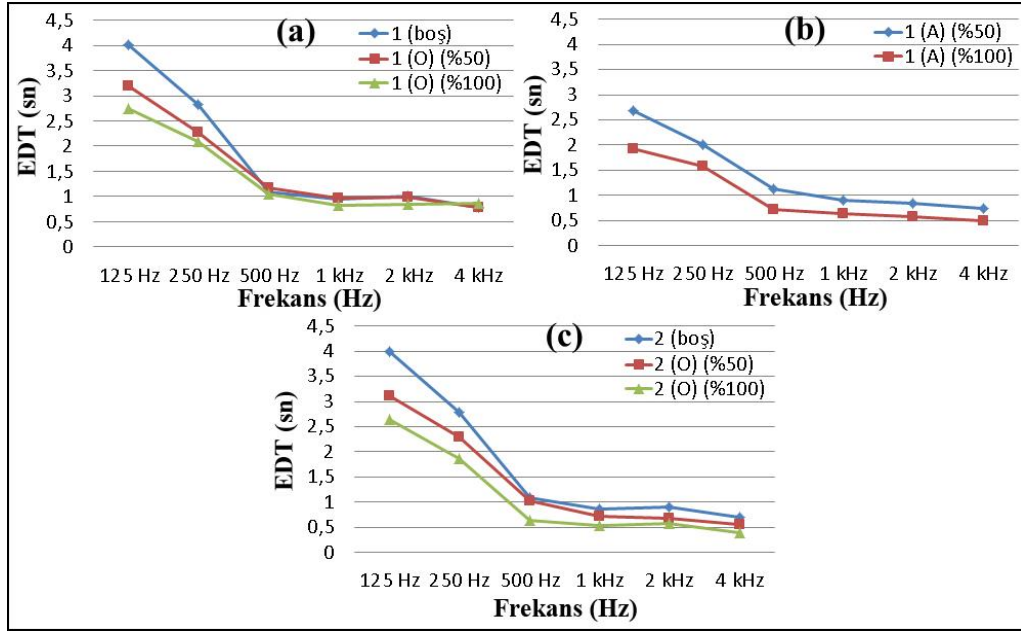 (a)
1 (boş)
1 (O) (%50
1 (O) (%100)
EDT (sn)
4,5
4
3,5
3
2,5
2
1,5
1
0,5
0
125 Hz 250 Hz 500 Hz 1 kHz 2 kHz 4 kHz
Frekans (Hz)
(b)
1 (A) (%50)
1 (A) (%100)
EDT (sn)
4,5
4
3,5
3
2,5
2
1,5
1
0,5
0
125 Hz 250 Hz 500 Hz 1 kHz 2 kHz 4 kHz
Frekans (Hz)
(c)
2 (boş)
2 (O) (%50)
2 (O) (%100)
EDT (sn)
4,5
4
3,5
3
2,5
2
1,5
1
0,5
0
125 Hz 250 Hz 500 Hz 1 kHz 2 kHz 4 kHz
Frekans (Hz)